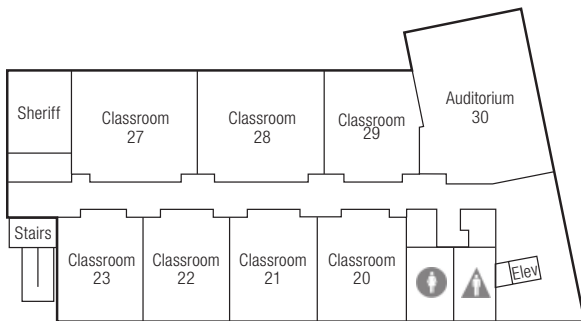 Sheriff
Classroom
27
Classroom
28
Classroom
29
Auditorium
30
Stairs
Classroom
23
Classroom
22
Classroom
21
Classroom
20
Elev